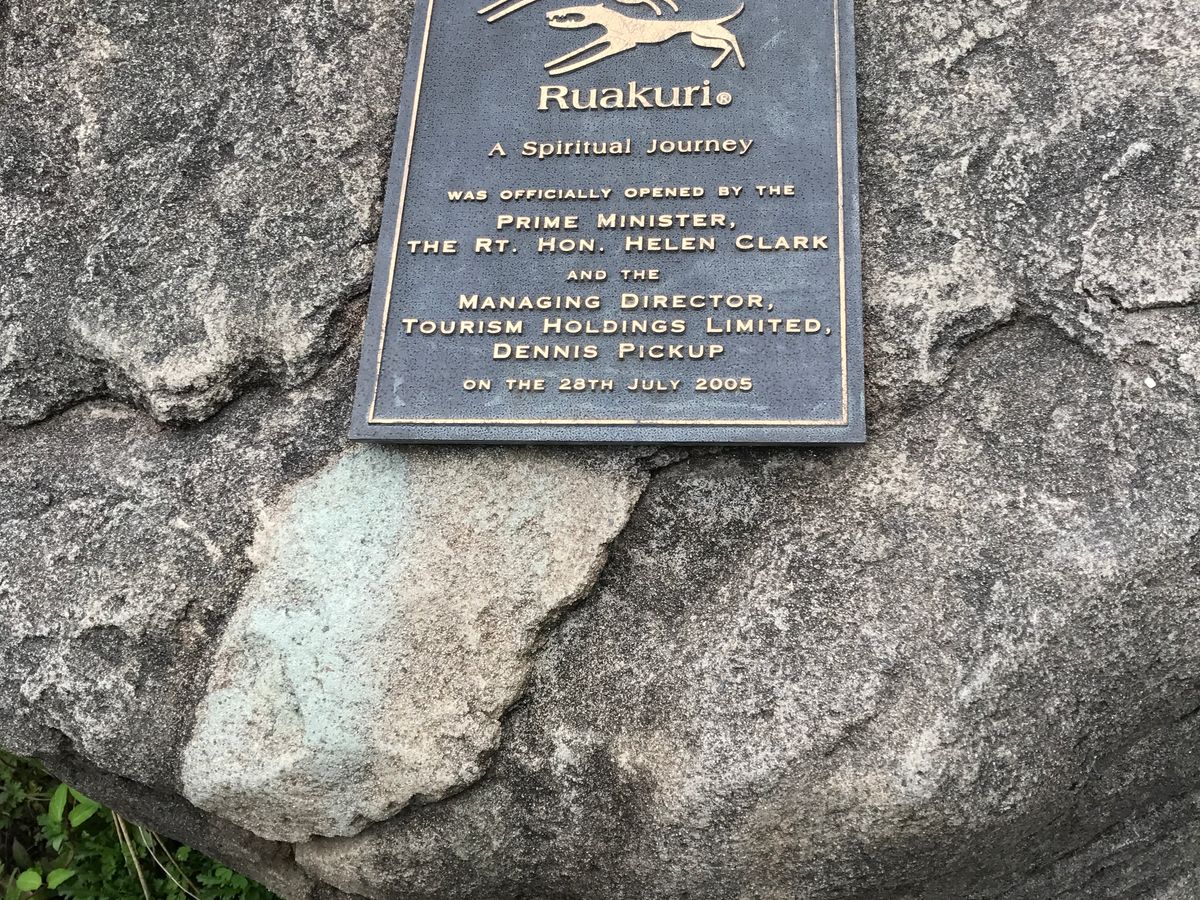 Ruakuri®
A Spiritual Journey
WAS OFFICIALLY OPENED BY THE
PRIME MINISTER,
THE RT. HON. HELEN CLARK
AND THE
MANAGING DIRECTOR,
TOURISM HOLDINGS LIMITED,
DENNIS PICKUP
ON THE 28TH JULY 2005